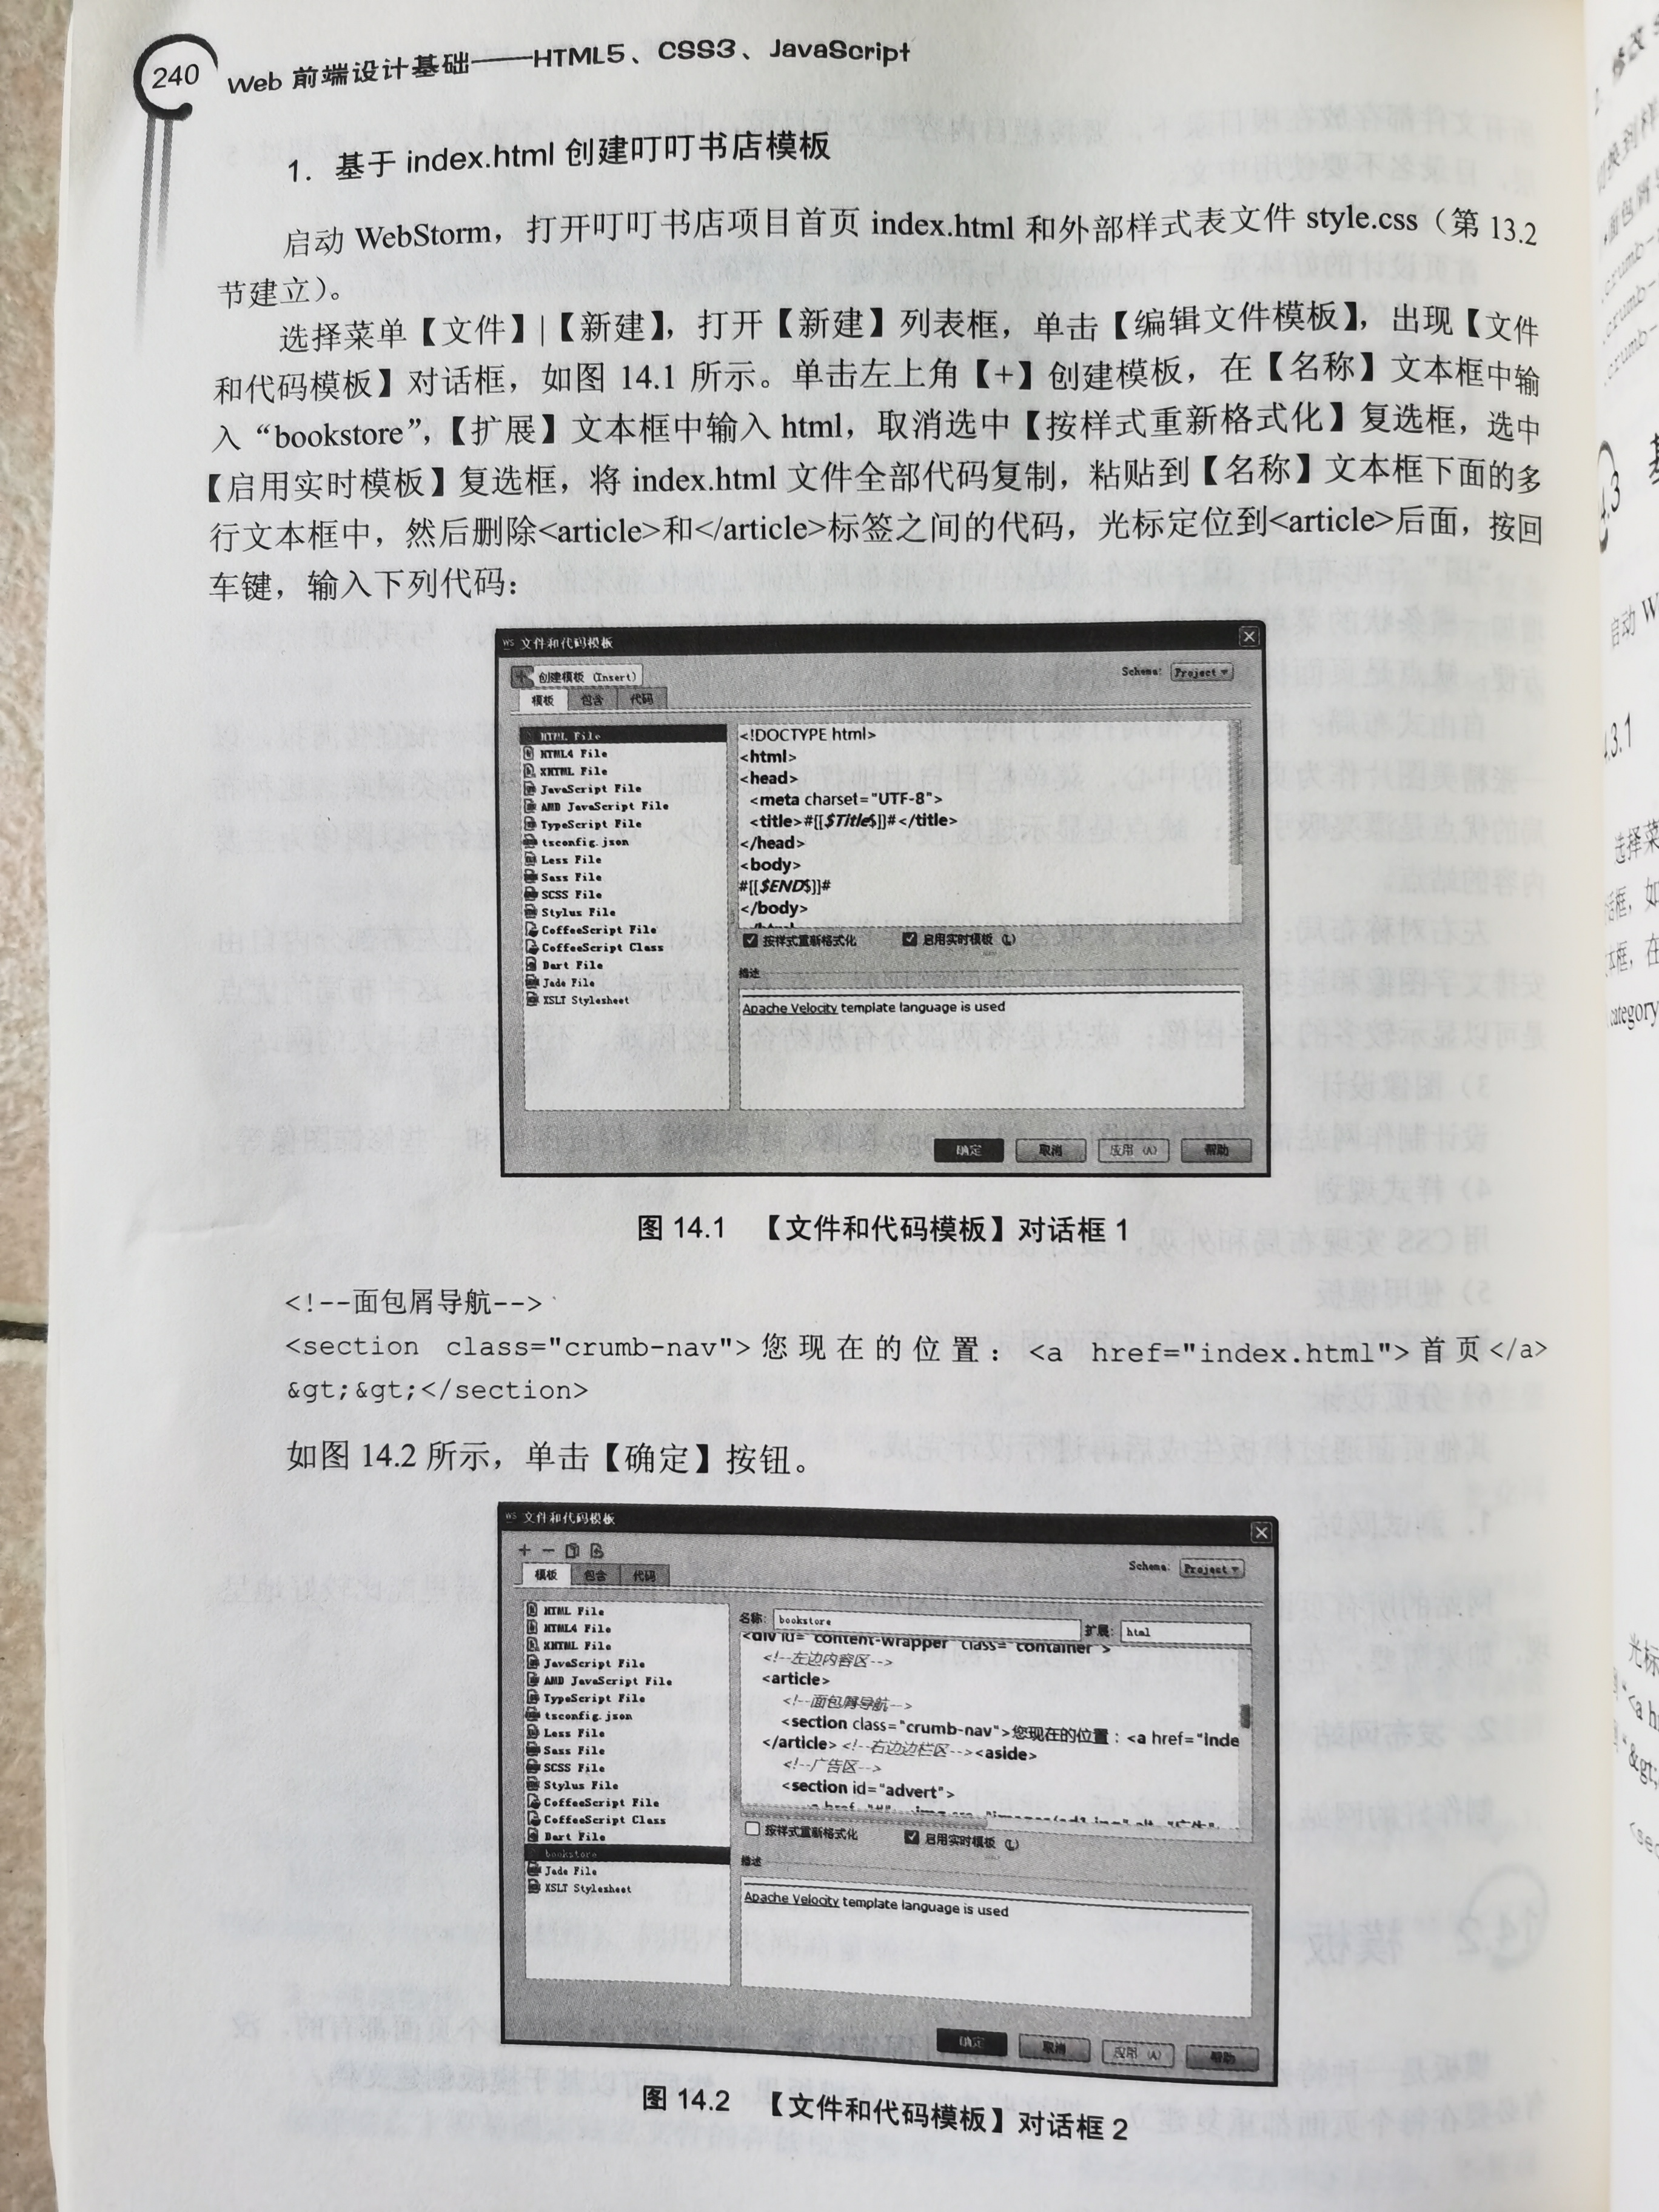 240
Web 前端设计基础——HTML5、CSS3、JavaScript
1. 基于 index.html 创建叮叮书店模板
启动 WebStorm，打开叮叮书店项目首页 index.html 和外部样式表文件 style.css（第 13.2
节建立）。
选择菜单【文件】|【新建】，打开【新建】列表框，单击【编辑文件模板】，出现【文件
和代码模板】对话框，如图 14.1 所示。单击左上角【+】创建模板，在【名称】文本框中输
入“bookstore”，【扩展】文本框中输入 html，取消选中【按样式重新格式化】复选框，选中
【启用实时模板】复选框，将 index.html 文件全部代码复制，粘贴到【名称】文本框下面的多
行文本框中，然后删除<article>和</article>标签之间的代码，光标定位到<article>后面，按回
车键，输入下列代码：
WS 文件和代码模板
创建模板 (Insert)
Schema: Project
模板 包含 代码
HTML File
HTML4 File
XHTML File
JavaScript File
AMD JavaScript File
TypeScript File
tsconfig.json
Less File
Sass File
SCSS File
Stylus File
CoffeeScript File
CoffeeScript Class
Dart File
Jade File
XSLT Stylesheet
<!DOCTYPE html>
<html>
<head>
<meta charset="UTF-8">
<title>#[[$Title$]]#</title>
</head>
<body>
#[[$END$]]#
</body>
按样式重新格式化 启用实时模板 (L)
描述
Apache Velocity template language is used
确定 取消 应用 (A) 帮助
图 14.1 【文件和代码模板】对话框 1
<!--面包屑导航-->
<section class="crumb-nav">您现在的位置：<a href="index.html">首页</a>
&gt;&gt;</section>
如图 14.2 所示，单击【确定】按钮。
WS 文件和代码模板
Schema: Project
模板 包含 代码
HTML File
HTML4 File
XHTML File
JavaScript File
AMD JavaScript File
TypeScript File
tsconfig.json
Less File
Sass File
SCSS File
Stylus File
CoffeeScript File
CoffeeScript Class
Dart File
bookstore
Jade File
XSLT Stylesheet
名称: bookstore 扩展: html
<div id="content-wrapper" class="container">
<!--左边内容区-->
<article>
<!--面包屑导航-->
<section class="crumb-nav">您现在的位置：<a href="inde
</article><!--右边边栏区--><aside>
<!--广告区-->
<section id="advert">
按样式重新格式化 启用实时模板 (L)
描述
Apache Velocity template language is used
确定 取消 应用 (A) 帮助
图 14.2 【文件和代码模板】对话框 2